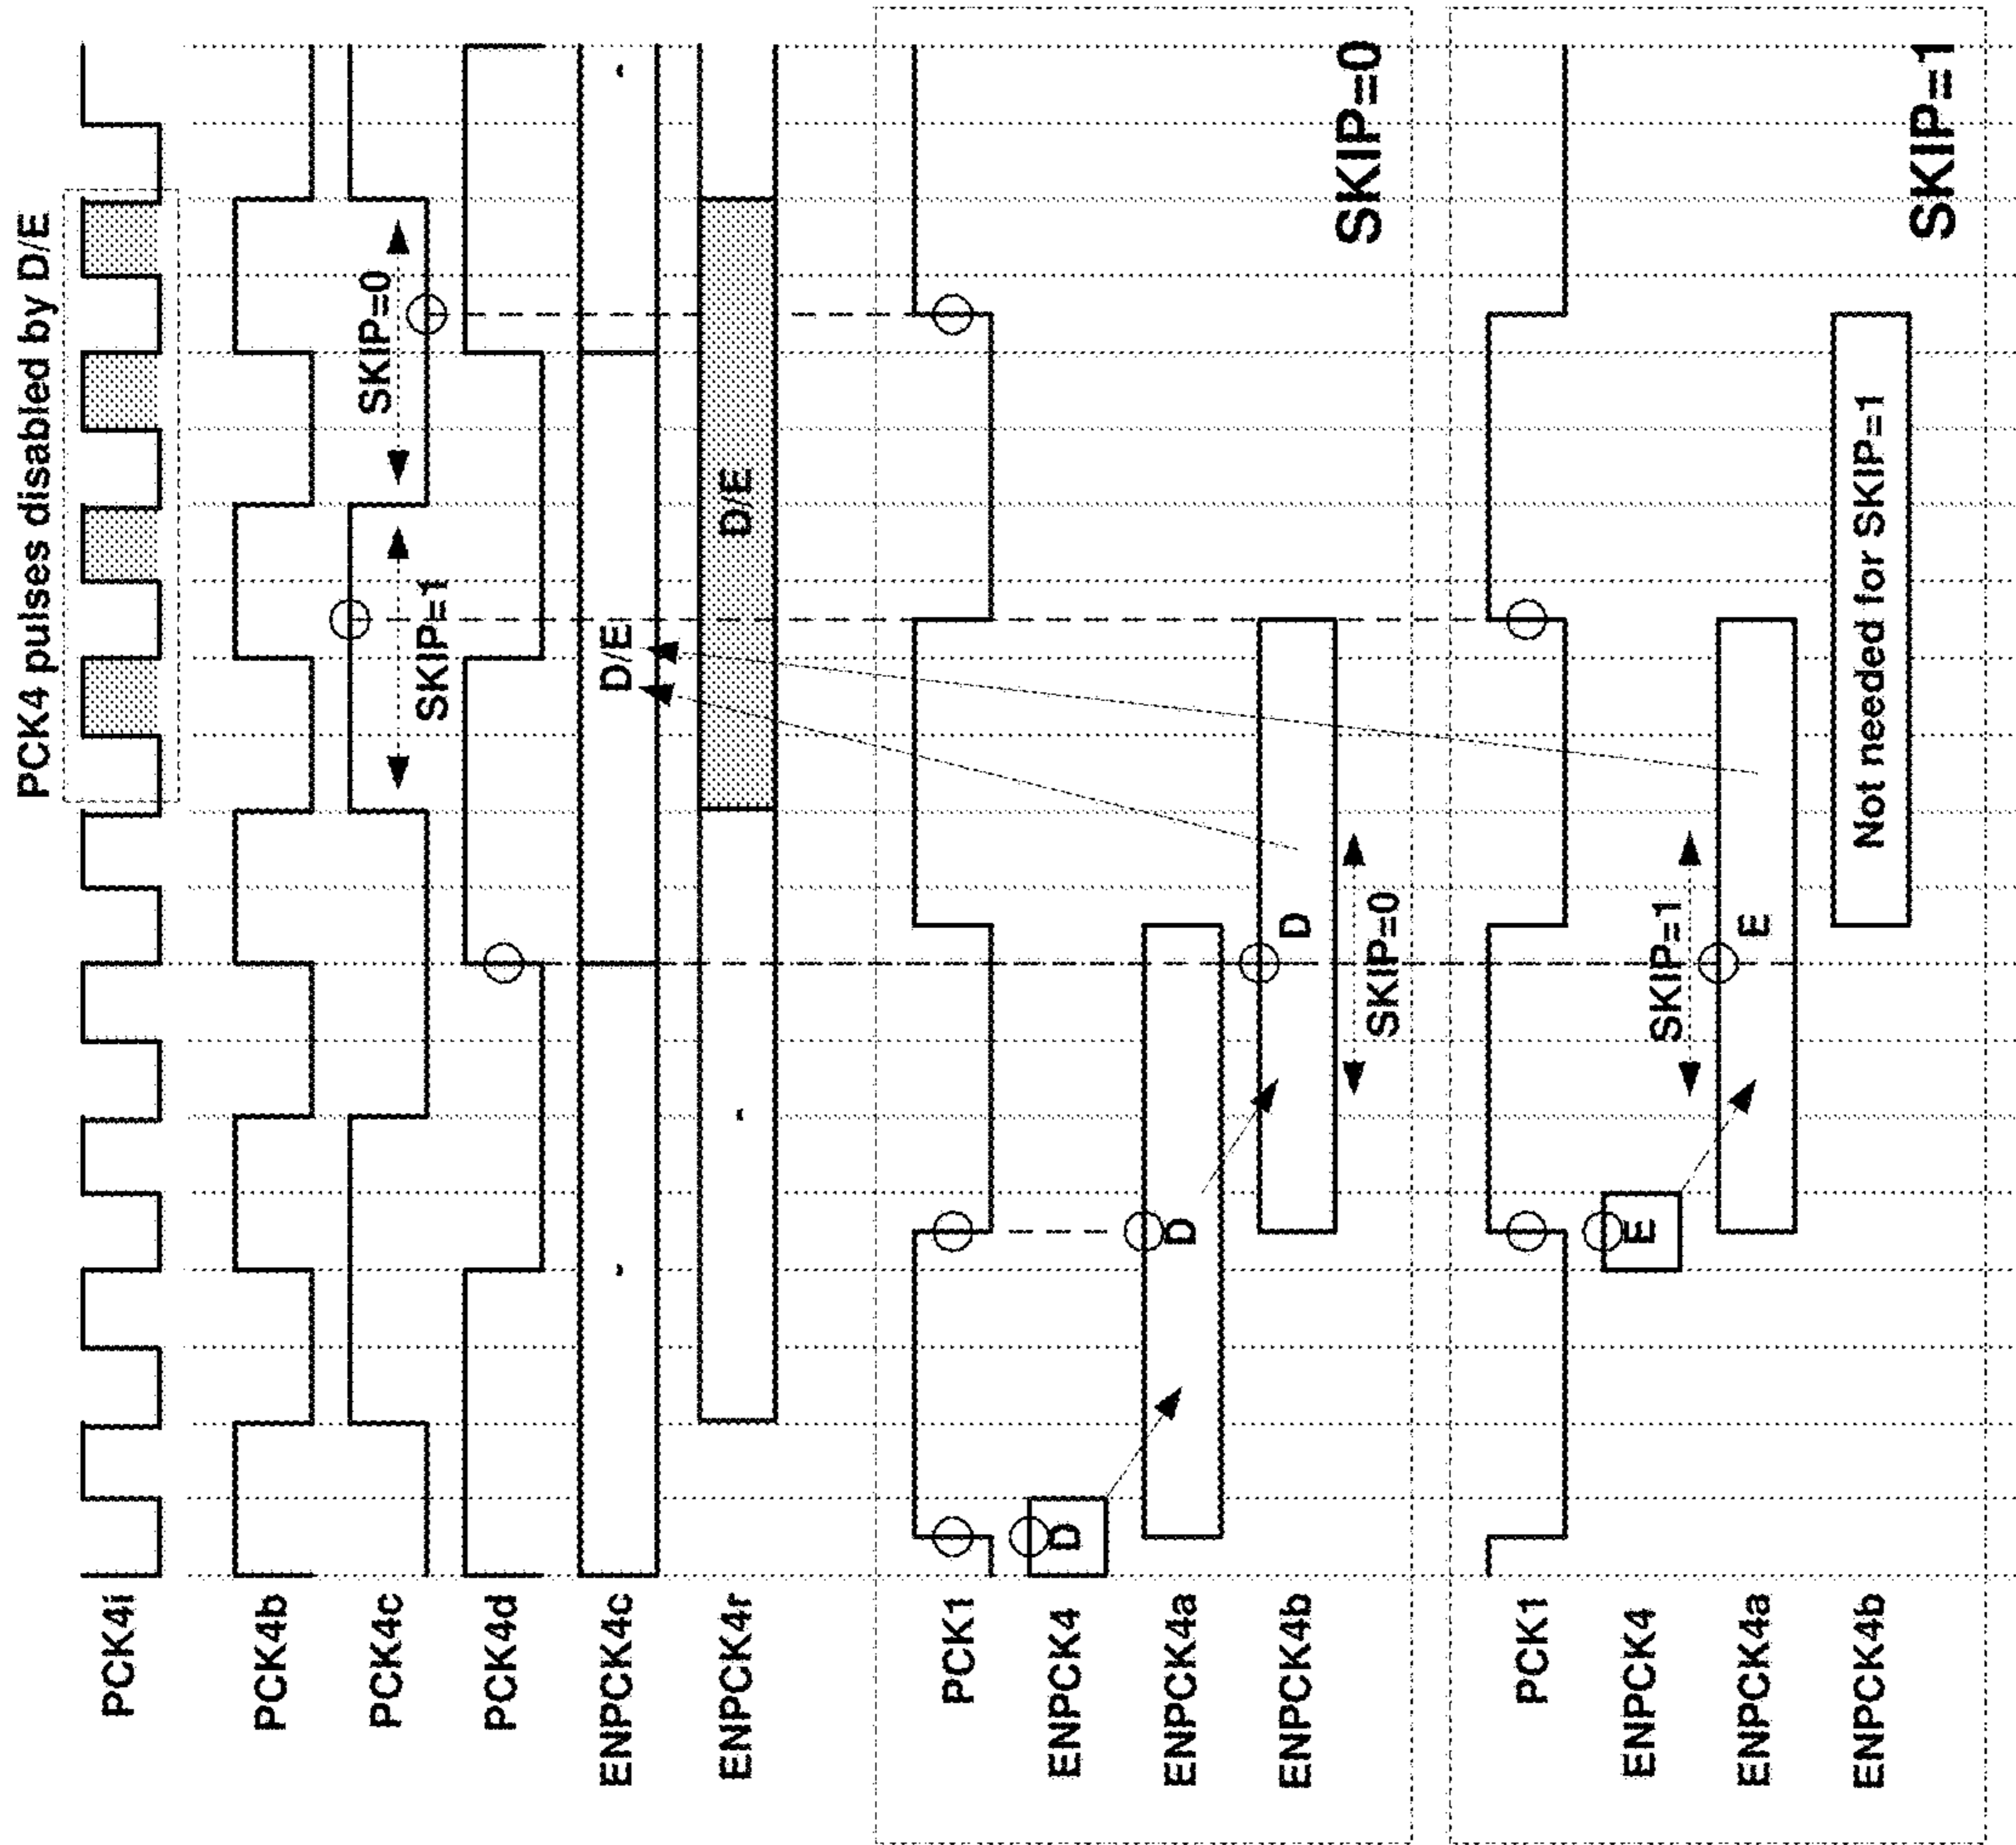 PCK4 pulses disabled by D/E
PCK4i
PCK4b
PCK4c
SKIP=1
SKIP=0
PCK4d
ENPCK4c
-
D/E
-
ENPCK4r
-
D/E
PCK1
ENPCK4
D
ENPCK4a
D
ENPCK4b
D
SKIP=0
SKIP=0
PCK1
ENPCK4
E
SKIP=1
ENPCK4a
E
ENPCK4b
Not needed for SKIP=1
SKIP=1